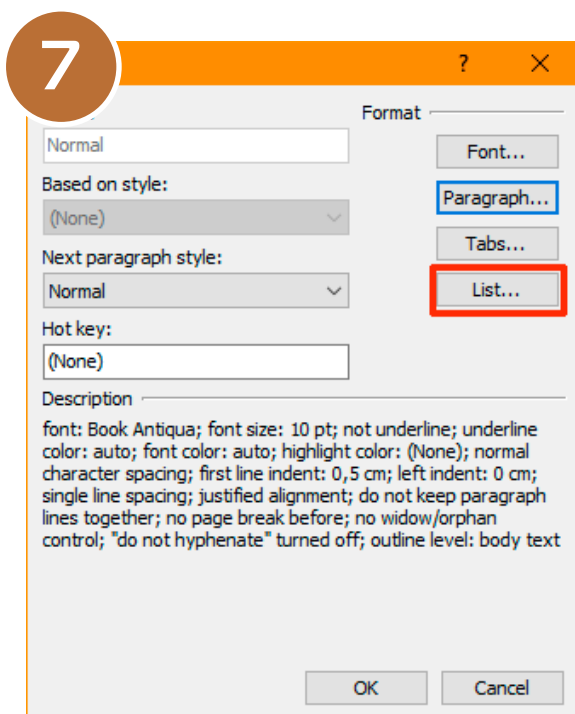 7
? ×
Format
Normal
Font...
Based on style:
Paragraph...
(None)
Tabs...
Next paragraph style:
Normal
List...
Hot key:
(None)
Description
font: Book Antiqua; font size: 10 pt; not underline; underline
color: auto; font color: auto; highlight color: (None); normal
character spacing; first line indent: 0,5 cm; left indent: 0 cm;
single line spacing; justified alignment; do not keep paragraph
lines together; no page break before; no widow/orphan
control; "do not hyphenate" turned off; outline level: body text
OK Cancel